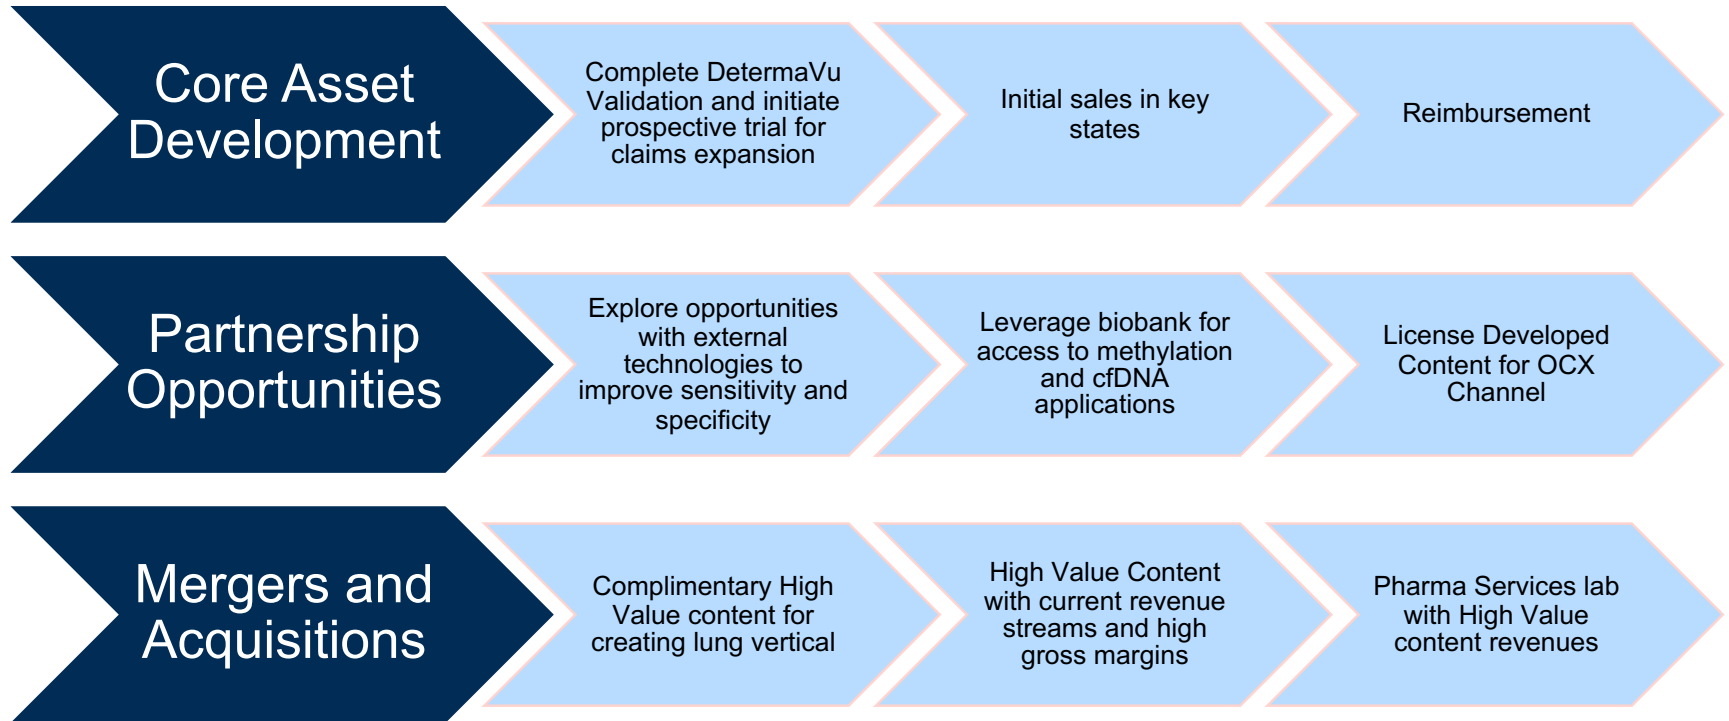 Core Asset
Development
Complete DetermaVu
Validation and initiate
prospective trial for
claims expansion
Initial sales in key
states
Reimbursement
Partnership
Opportunities
Explore opportunities
with external
technologies to
improve sensitivity and
specificity
Leverage biobank for
access to methylation
and cfDNA
applications
License Developed
Content for OCX
Channel
Mergers and
Acquisitions
Complimentary High
Value content for
creating lung vertical
High Value Content
with current revenue
streams and high
gross margins
Pharma Services lab
with High Value
content revenues